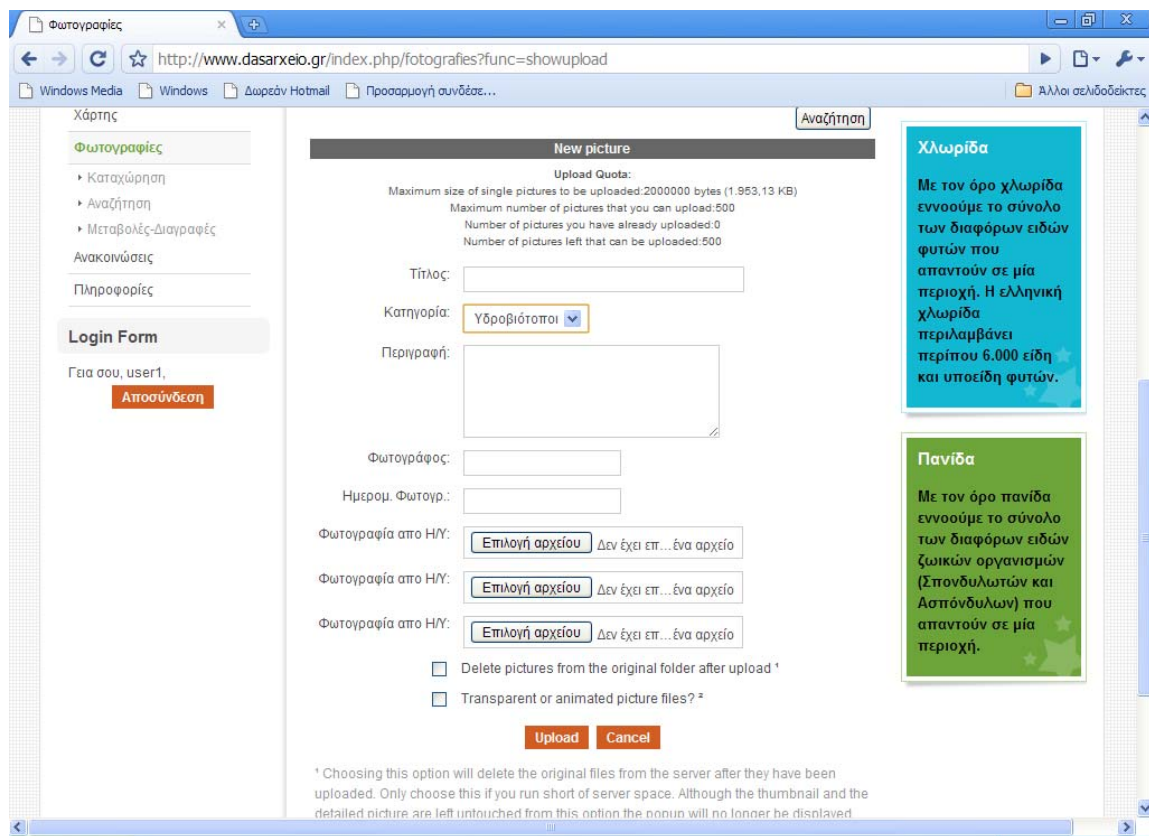 Φωτογραφίες
http://www.dasarxeio.gr/index.php/fotografies?func=showupload
Windows Media Windows Δωρεάν Hotmail Προσαρμογή συνδέσε... Άλλοι σελιδοδείκτες
Χάρτης
Φωτογραφίες
Καταχώρηση
Αναζήτηση
Μεταβολές-Διαγραφές
Ανακοινώσεις
Πληροφορίες
Login Form
Γεια σου, user1,
Αποσύνδεση
Αναζήτηση
New picture
Upload Quota:
Maximum size of single pictures to be uploaded:2000000 bytes (1.953,13 KB)
Maximum number of pictures that you can upload:500
Number of pictures you have already uploaded:0
Number of pictures left that can be uploaded:500
Τίτλος:
Κατηγορία: Υδροβιότοποι
Περιγραφή:
Φωτογράφος:
Ημερομ. Φωτογρ.:
Φωτογραφία απο Η/Υ: Επιλογή αρχείου Δεν έχει επ...ένα αρχείο
Φωτογραφία απο Η/Υ: Επιλογή αρχείου Δεν έχει επ...ένα αρχείο
Φωτογραφία απο Η/Υ: Επιλογή αρχείου Δεν έχει επ...ένα αρχείο
Delete pictures from the original folder after upload ¹
Transparent or animated picture files? ²
Upload Cancel
¹ Choosing this option will delete the original files from the server after they have been
uploaded. Only choose this if you run short of server space. Although the thumbnail and the
detailed picture are left untouched from this option the popup will no longer be displayed
Χλωρίδα
Με τον όρο χλωρίδα
εννοούμε το σύνολο
των διαφόρων ειδών
φυτών που
απαντούν σε μία
περιοχή. Η ελληνική
χλωρίδα
περιλαμβάνει
περίπου 6.000 είδη
και υποείδη φυτών.
Πανίδα
Με τον όρο πανίδα
εννοούμε το σύνολο
των διαφόρων ειδών
ζωικών οργανισμών
(Σπονδυλωτών και
Ασπόνδυλων) που
απαντούν σε μία
περιοχή.